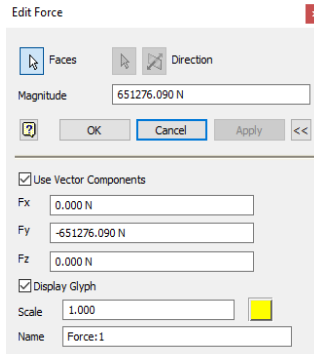 Edit Force
Faces Direction
Magnitude 651276.090 N
OK Cancel Apply <<
Use Vector Components
Fx 0.000 N
Fy -651276.090 N
Fz 0.000 N
Display Glyph
Scale 1.000
Name Force:1